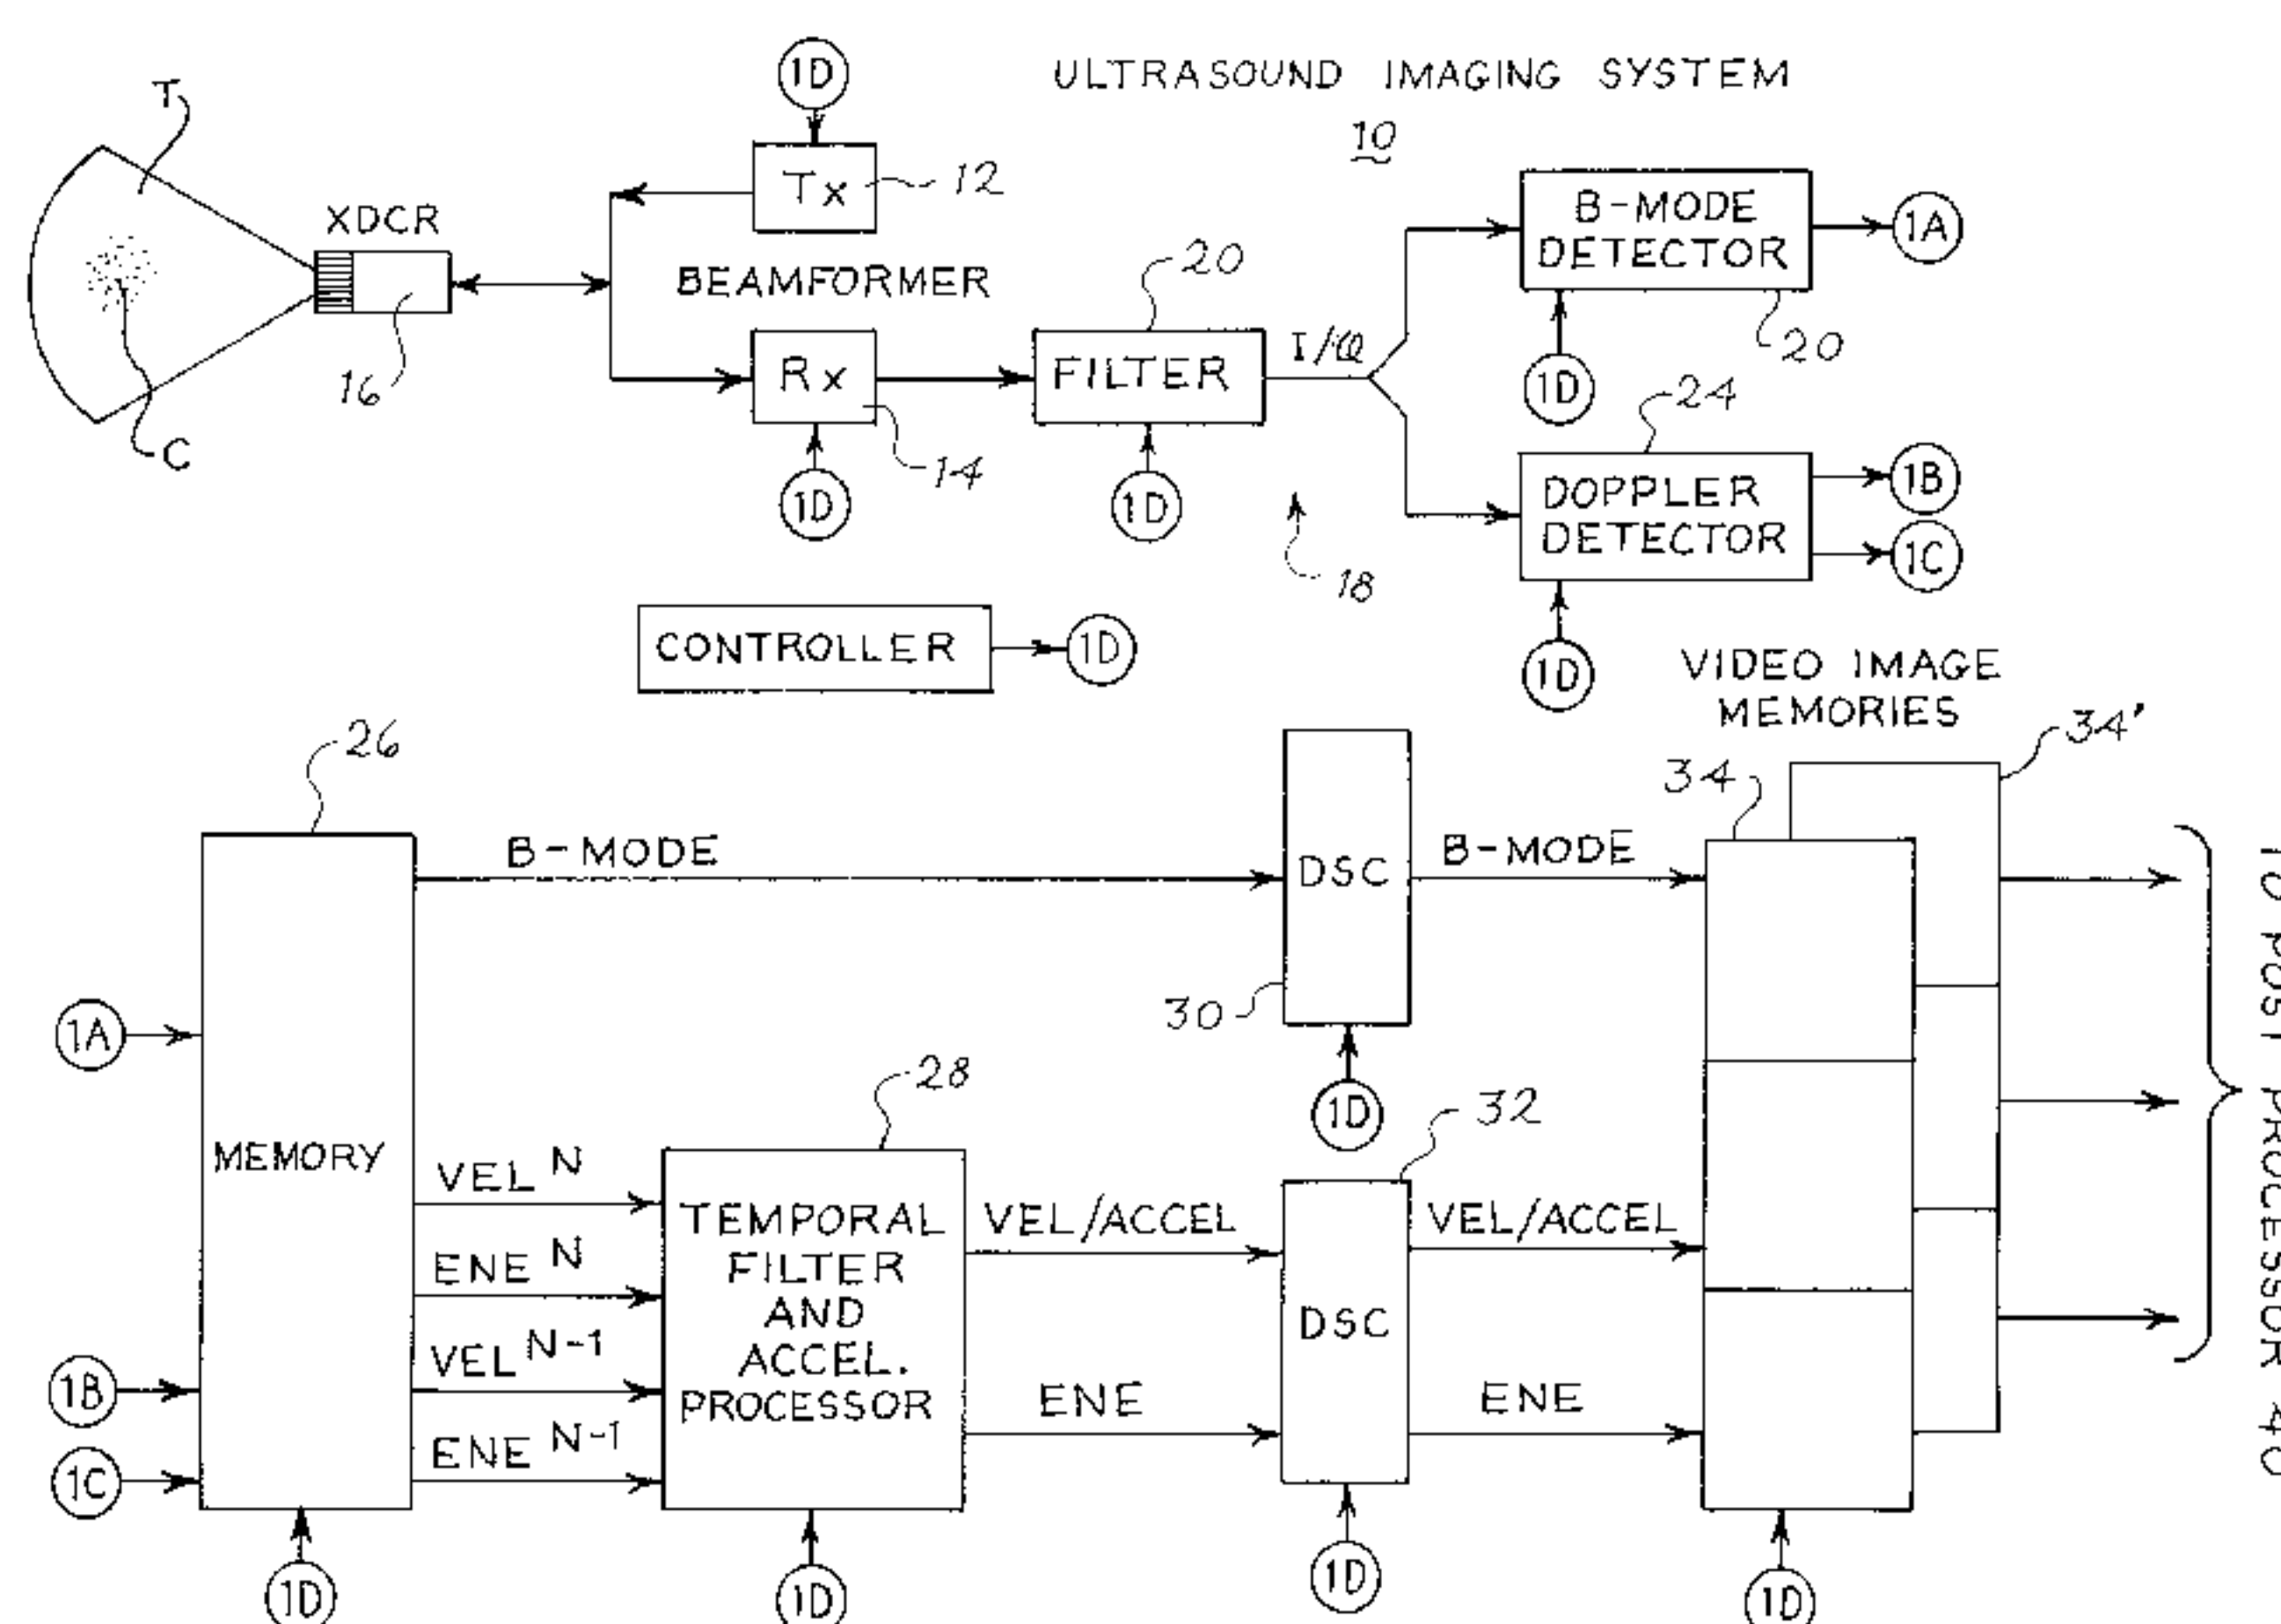 ULTRASOUND IMAGING SYSTEM
10
T
XDCR
16
C
1D
Tx
12
BEAMFORMER
Rx
14
1D
20
FILTER
1D
I/Q
18
B-MODE
DETECTOR
20
1D
1A
24
DOPPLER
DETECTOR
1D
1B
1C
CONTROLLER
1D
VIDEO IMAGE
MEMORIES
34'
34
26
MEMORY
1A
1B
1C
1D
B-MODE
VEL N
ENE N
VEL N-1
ENE N-1
28
TEMPORAL
FILTER
AND
ACCEL.
PROCESSOR
1D
VEL/ACCEL
ENE
DSC
30
1D
32
DSC
1D
B-MODE
VEL/ACCEL
ENE
1D
TO POST PROCESSOR 40